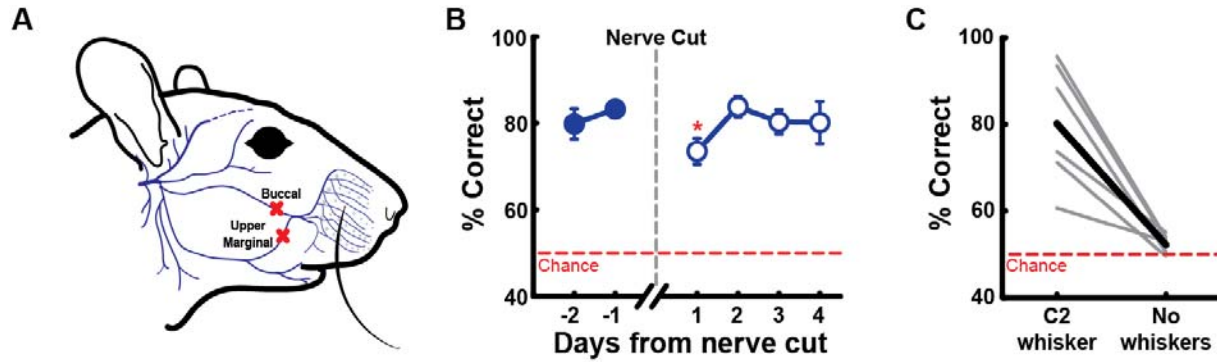 A
Buccal
Upper
Marginal
B
Nerve Cut
100
80
60
40
% Correct
*
Chance
-2 -1 1 2 3 4
Days from nerve cut
C
100
80
60
40
% Correct
Chance
C2 No
whisker whiskers